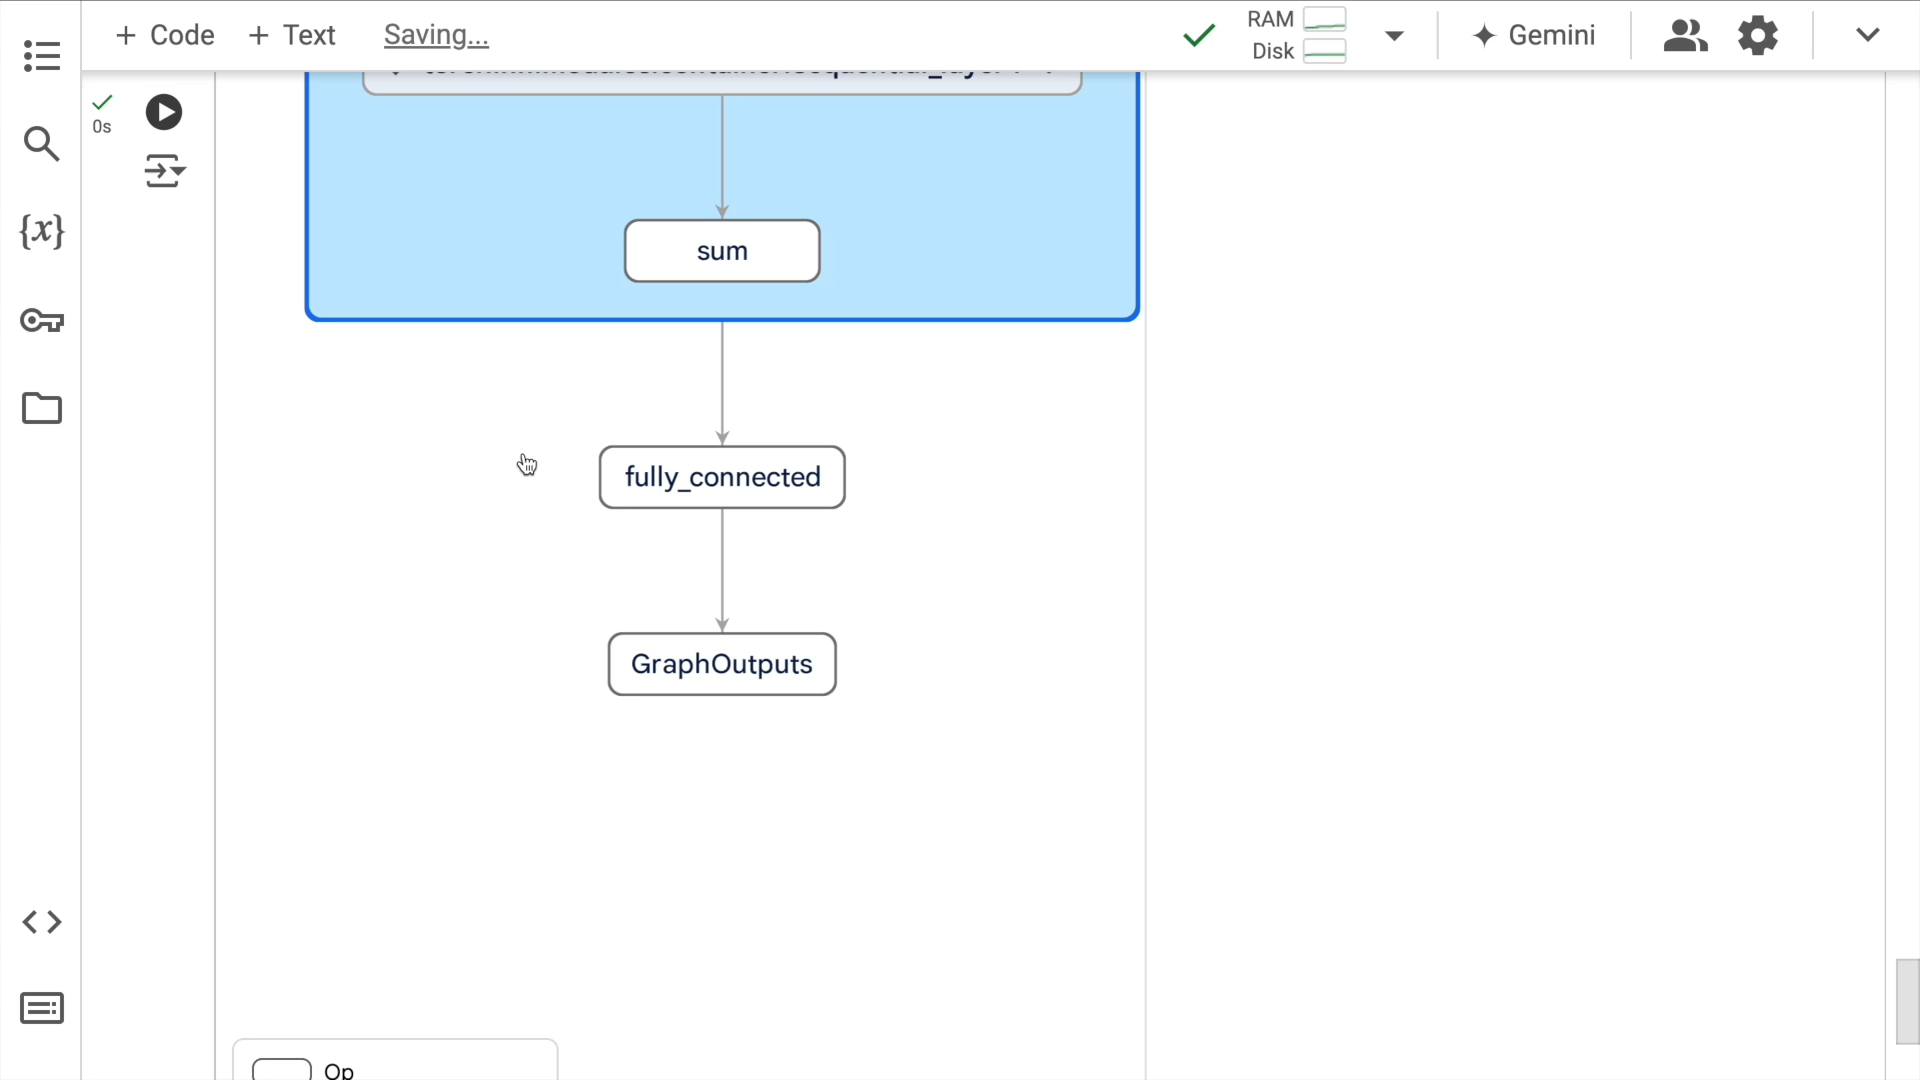 + Code + Text Saving...
RAM
Disk
Gemini
0s
{x}
sum
fully_connected
GraphOutputs
Op